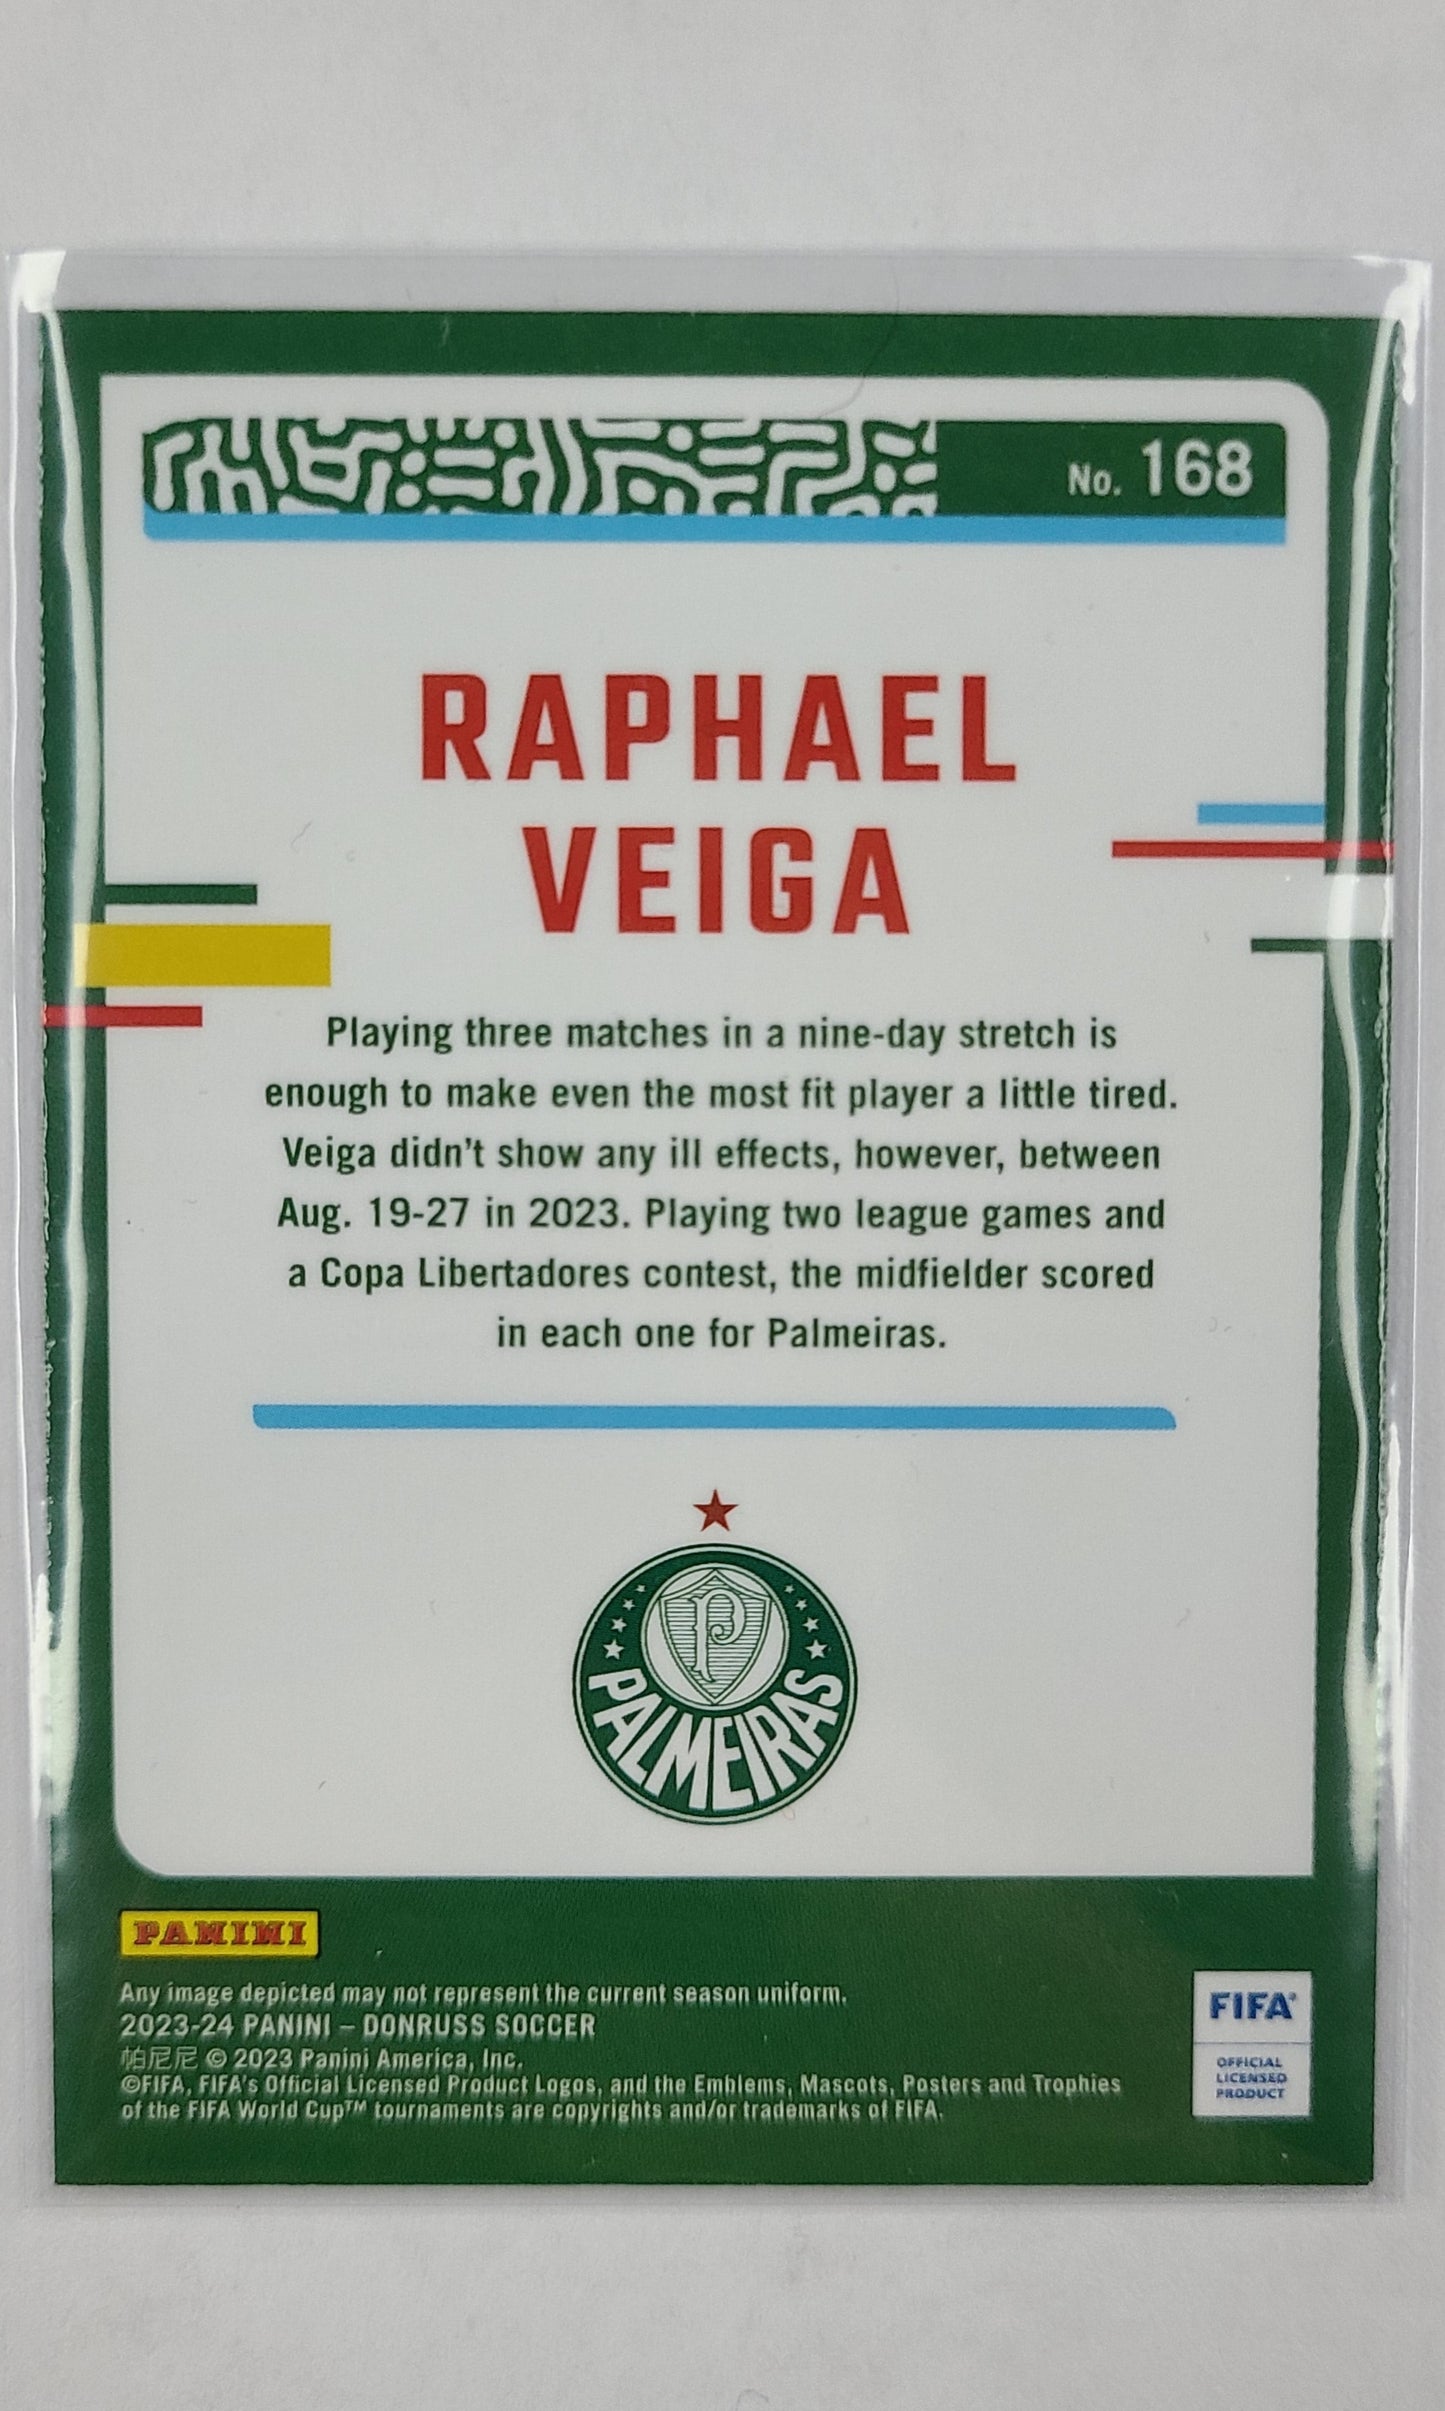 No. 168
RAPHAEL
VEIGA
Playing three matches in a nine-day stretch is
enough to make even the most fit player a little tired.
Veiga didn't show any ill effects, however, between
Aug. 19-27 in 2023. Playing two league games and
a Copa Libertadores contest, the midfielder scored
in each one for Palmeiras.
P
PALMEIRAS
PANINI
Any image depicted may not represent the current season uniform.
2023-24 PANINI – DONRUSS SOCCER
帕尼尼 © 2023 Panini America, Inc.
©FIFA, FIFA's Official Licensed Product Logos, and the Emblems, Mascots, Posters and Trophies
of the FIFA World Cup™ tournaments are copyrights and/or trademarks of FIFA.
FIFA®
OFFICIAL
LICENSED
PRODUCT